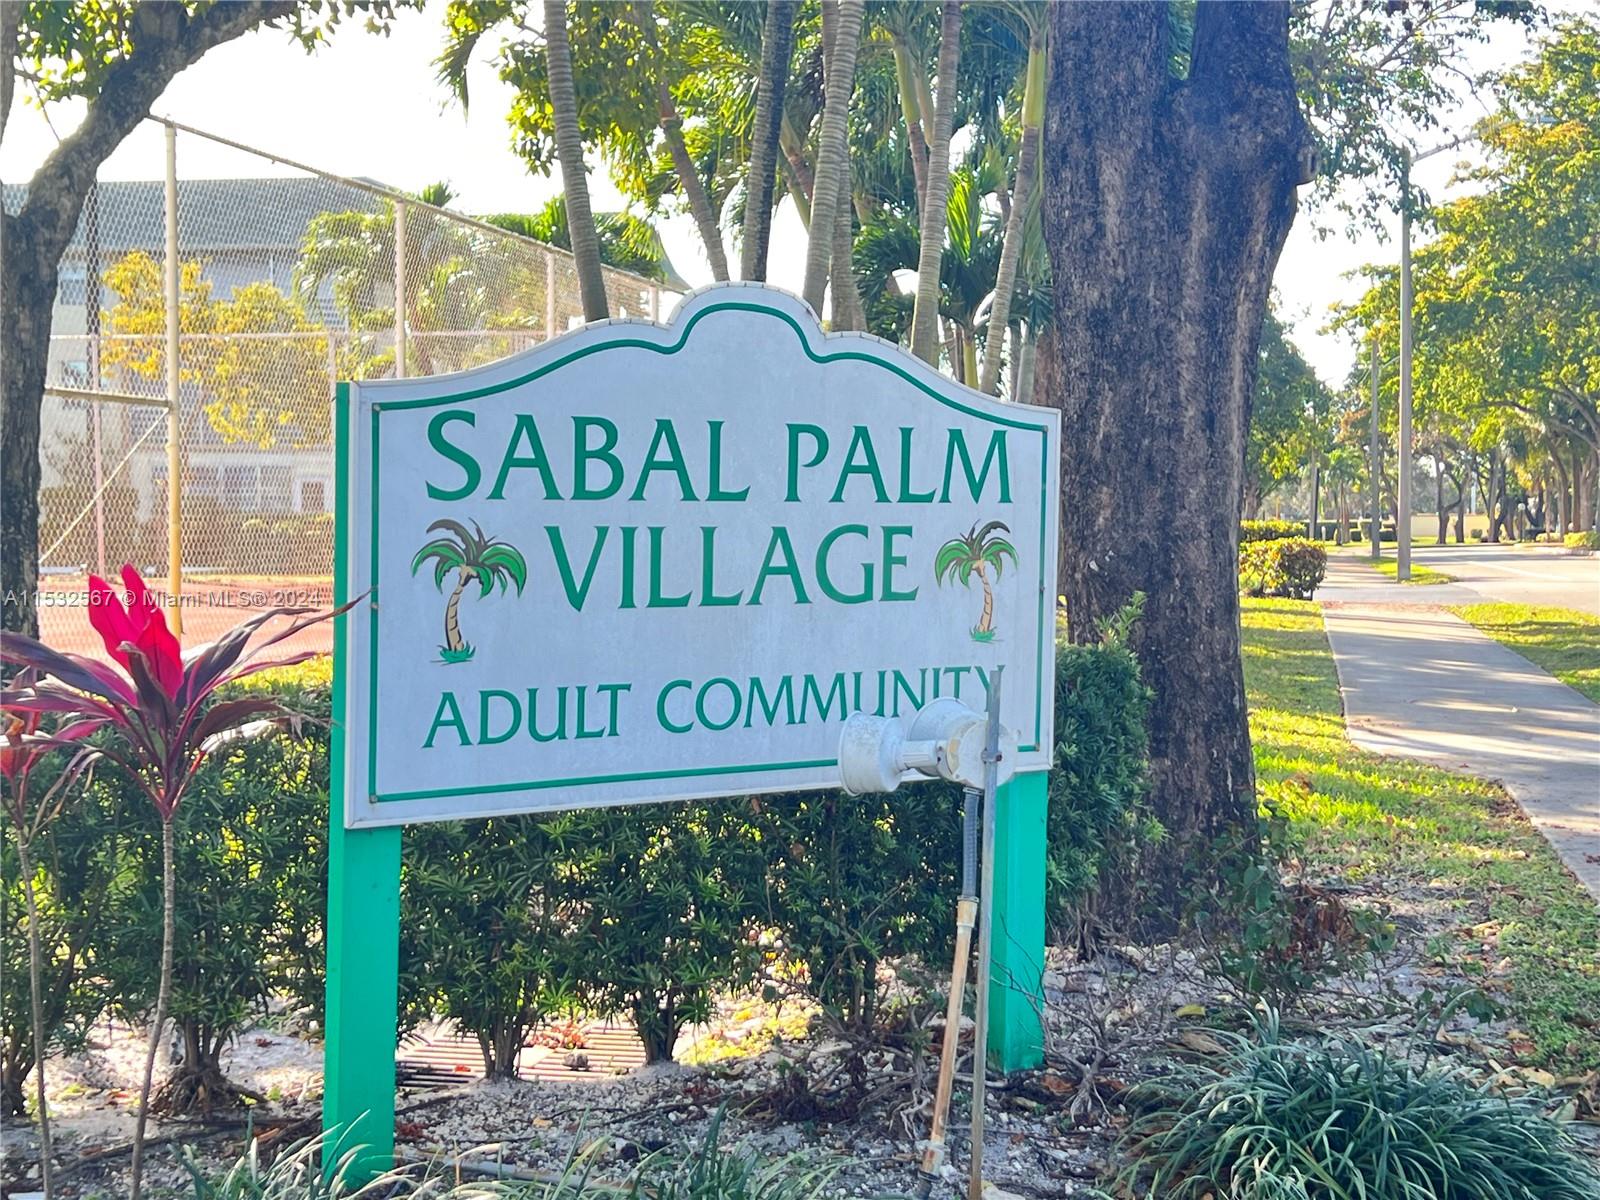 SABAL PALM
VILLAGE
ADULT COMMUNITY
A11532567 © Miami MLS® 2024